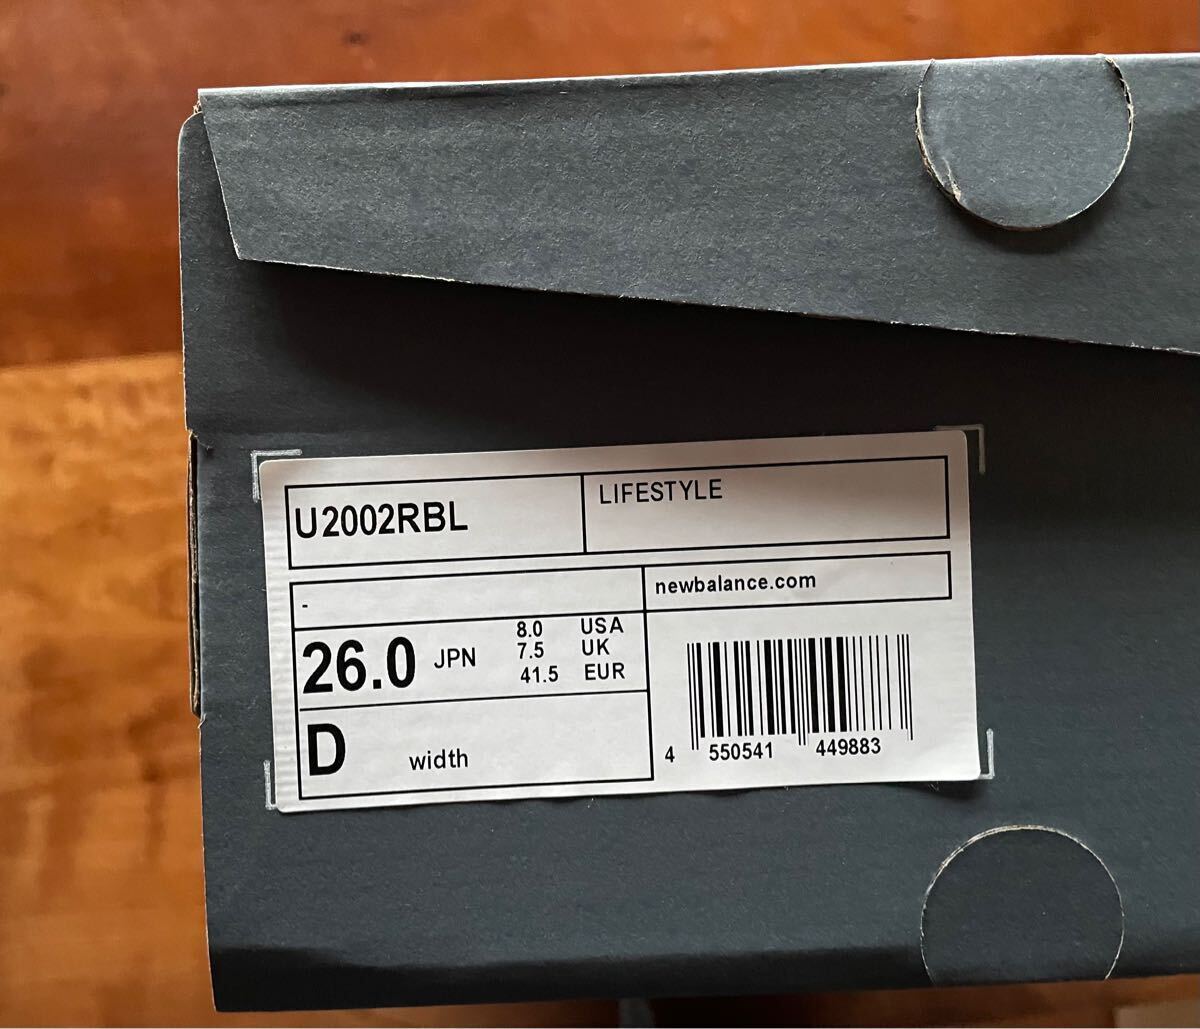 U2002RBL
LIFESTYLE
-
newbalance.com
26.0 JPN
8.0 USA
7.5 UK
41.5 EUR
D width
4 550541 449883